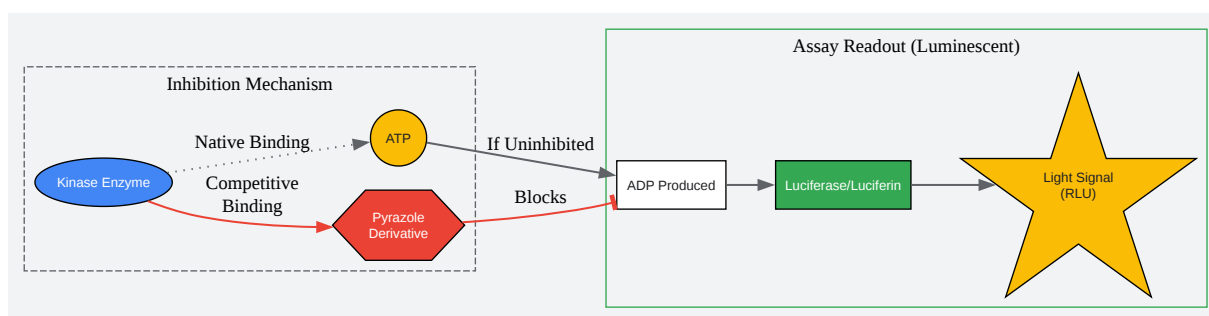 Assay Readout (Luminescent)
Inhibition Mechanism
Native Binding
ATP
If Uninhibited
Kinase Enzyme
Competitive
Binding
Pyrazole
Derivative
Blocks
ADP Produced
Luciferase/Luciferin
Light Signal
(RLU)